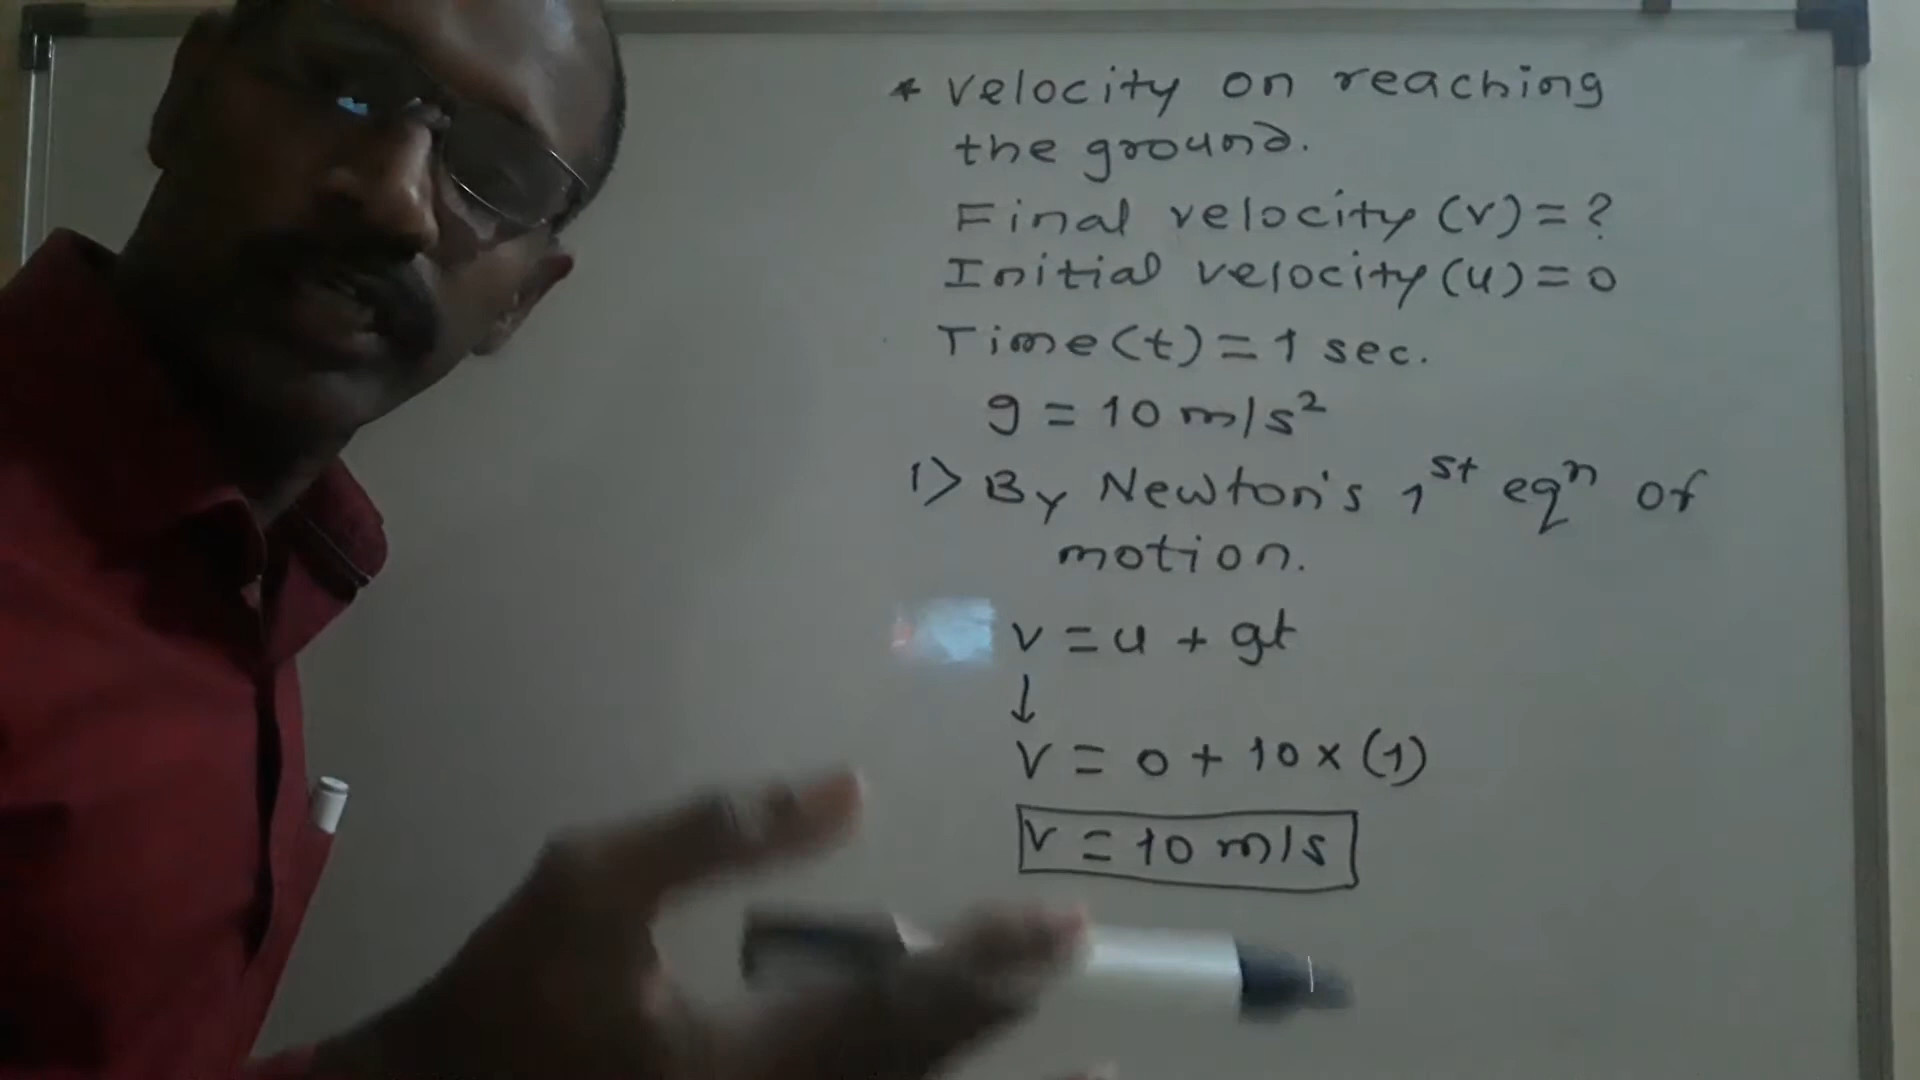 * velocity on reaching
the ground.
Final velocity (v) = ?
Initial velocity (u) = 0
Time (t) = 1 sec.
g = 10 m/s²
1> By Newton's 1st eqn of
motion.
v = u + gt
↓
v = 0 + 10 × (1)
v = 10 m/s